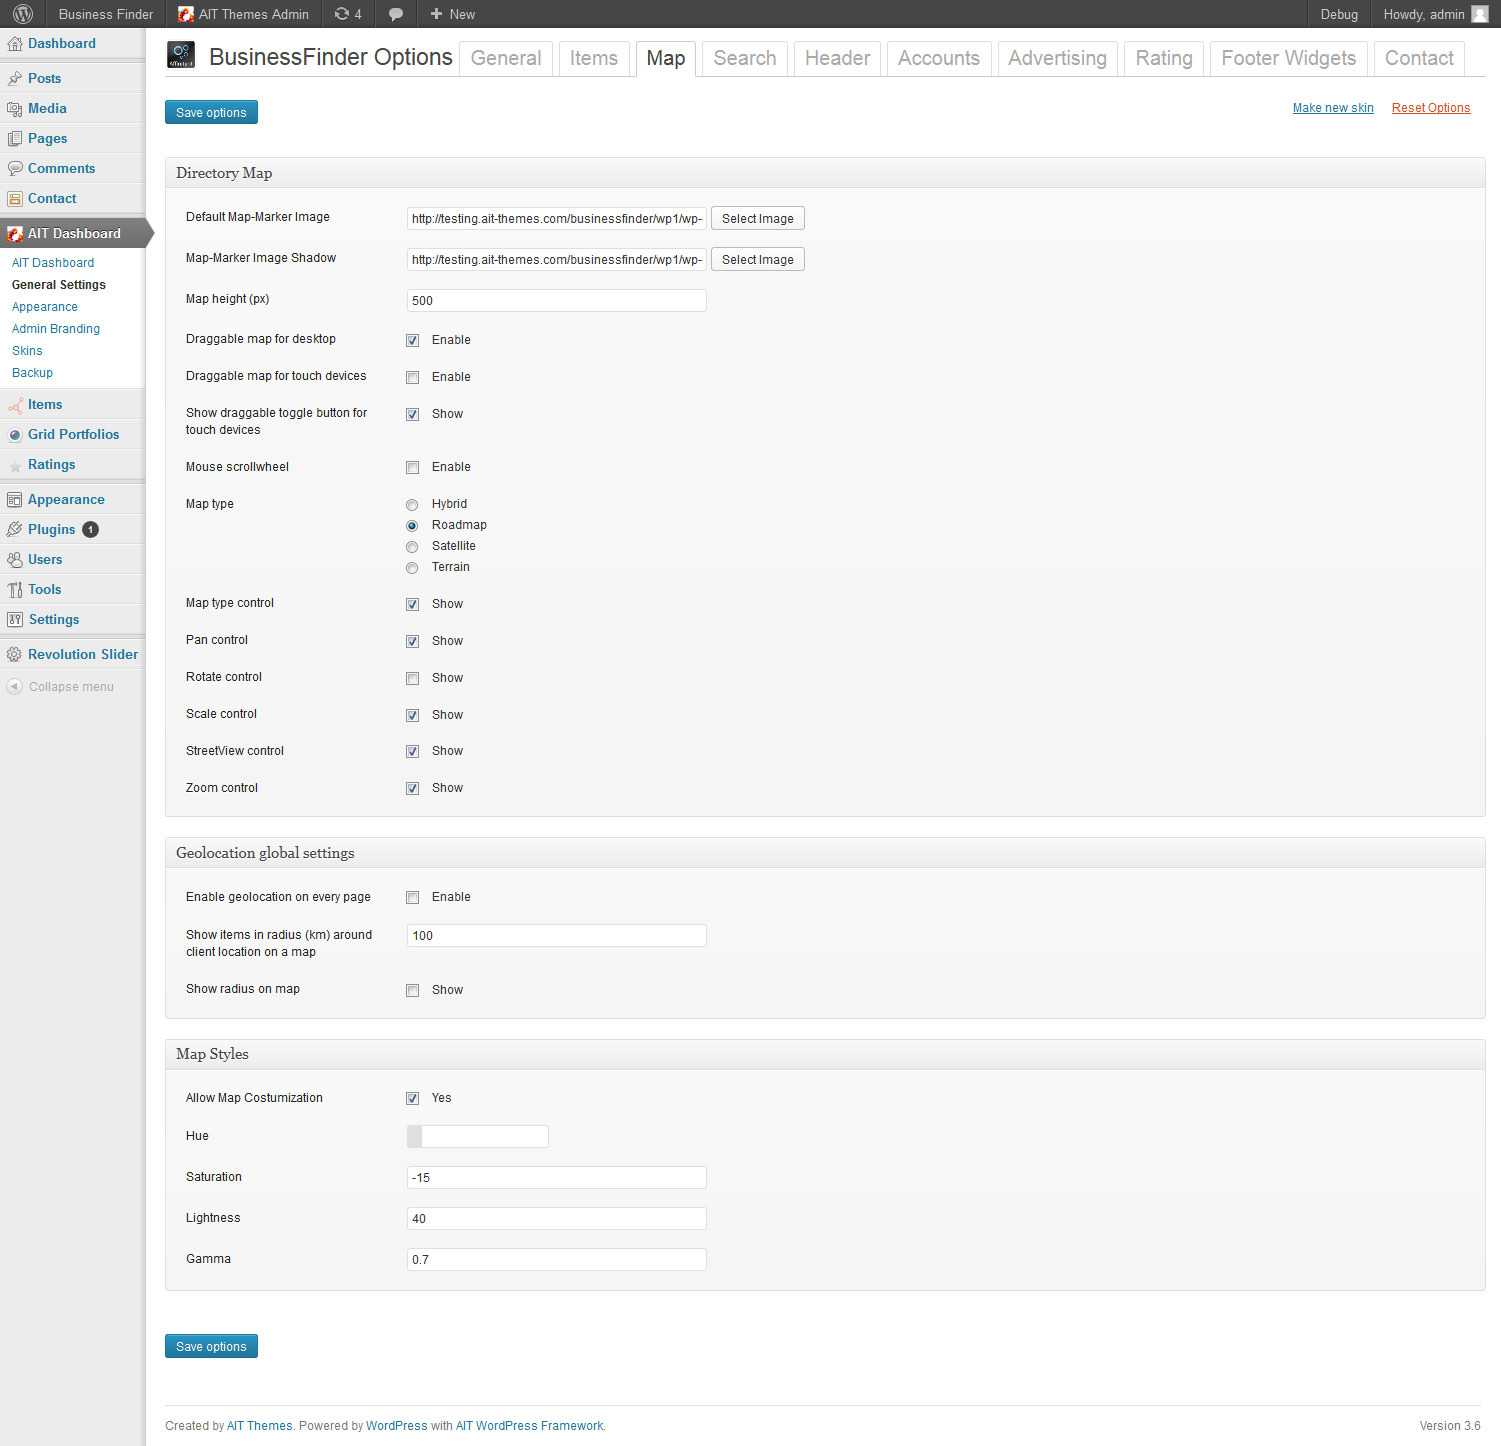 Business Finder AIT Themes Admin 4 New Debug Howdy, admin
Dashboard
Posts
Media
Pages
Comments
Contact
AIT Dashboard
AIT Dashboard
General Settings
Appearance
Admin Branding
Skins
Backup
Items
Grid Portfolios
Ratings
Appearance
Plugins 1
Users
Tools
Settings
Revolution Slider
Collapse menu
BusinessFinder Options General Items Map Search Header Accounts Advertising Rating Footer Widgets Contact
Save options Make new skin Reset Options
Directory Map
Default Map-Marker Image http://testing.ait-themes.com/businessfinder/wp1/wp- Select Image
Map-Marker Image Shadow http://testing.ait-themes.com/businessfinder/wp1/wp- Select Image
Map height (px) 500
Draggable map for desktop Enable
Draggable map for touch devices Enable
Show draggable toggle button for Show
touch devices
Mouse scrollwheel Enable
Map type Hybrid
Roadmap
Satellite
Terrain
Map type control Show
Pan control Show
Rotate control Show
Scale control Show
StreetView control Show
Zoom control Show
Geolocation global settings
Enable geolocation on every page Enable
Show items in radius (km) around 100
client location on a map
Show radius on map Show
Map Styles
Allow Map Costumization Yes
Hue
Saturation -15
Lightness 40
Gamma 0.7
Save options
Created by AIT Themes. Powered by WordPress with AIT WordPress Framework. Version 3.6